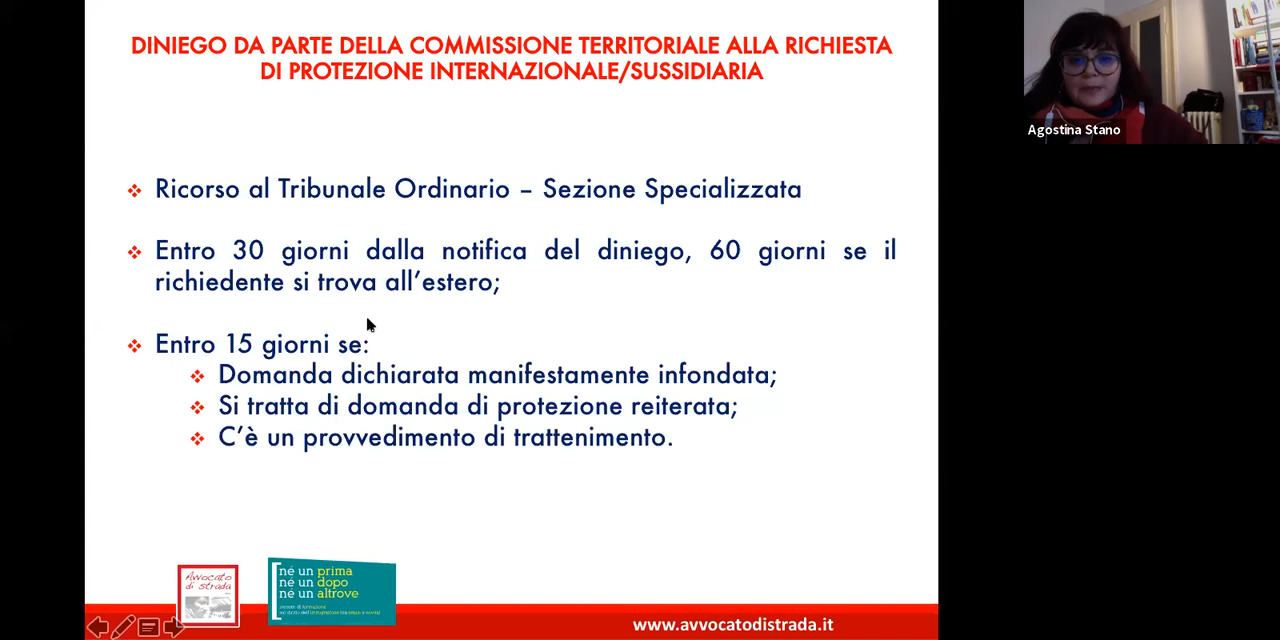 DINIEGO DA PARTE DELLA COMMISSIONE TERRITORIALE ALLA RICHIESTA
DI PROTEZIONE INTERNAZIONALE/SUSSIDIARIA
Agostina Stano
Ricorso al Tribunale Ordinario – Sezione Specializzata
Entro 30 giorni dalla notifica del diniego, 60 giorni se il
richiedente si trova all’estero;
Entro 15 giorni se:
Domanda dichiarata manifestamente infondata;
Si tratta di domanda di protezione reiterata;
C’è un provvedimento di trattenimento.
Avvocato
di strada
né un prima
né un dopo
né un altrove
www.avvocatodistrada.it